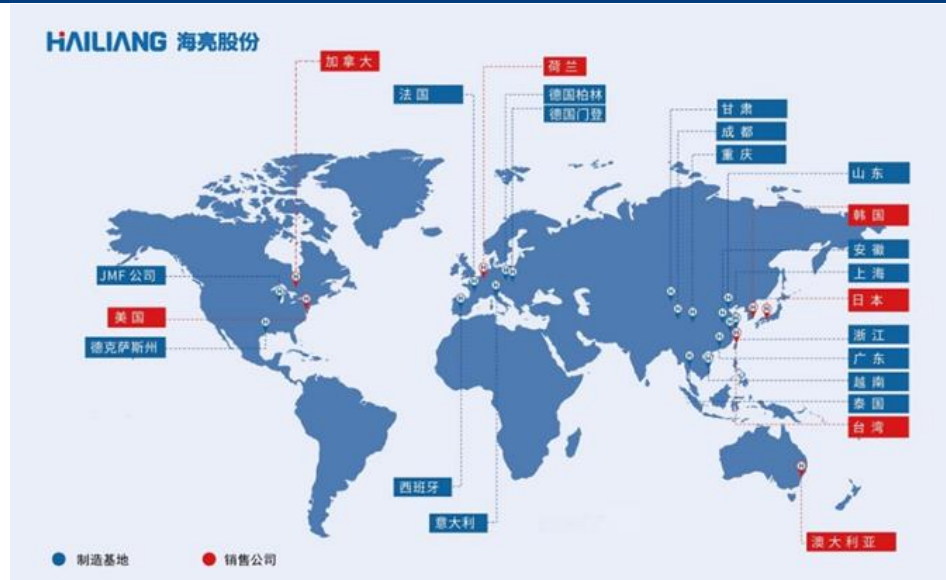 HAILIANG 海亮股份
加拿大
荷兰
法国
德国柏林
德国门登
甘肃
成都
重庆
山东
韩国
安徽
上海
日本
浙江
广东
越南
泰国
台湾
JMF公司
美国
德克萨斯州
西班牙
意大利
澳大利亚
制造基地
销售公司